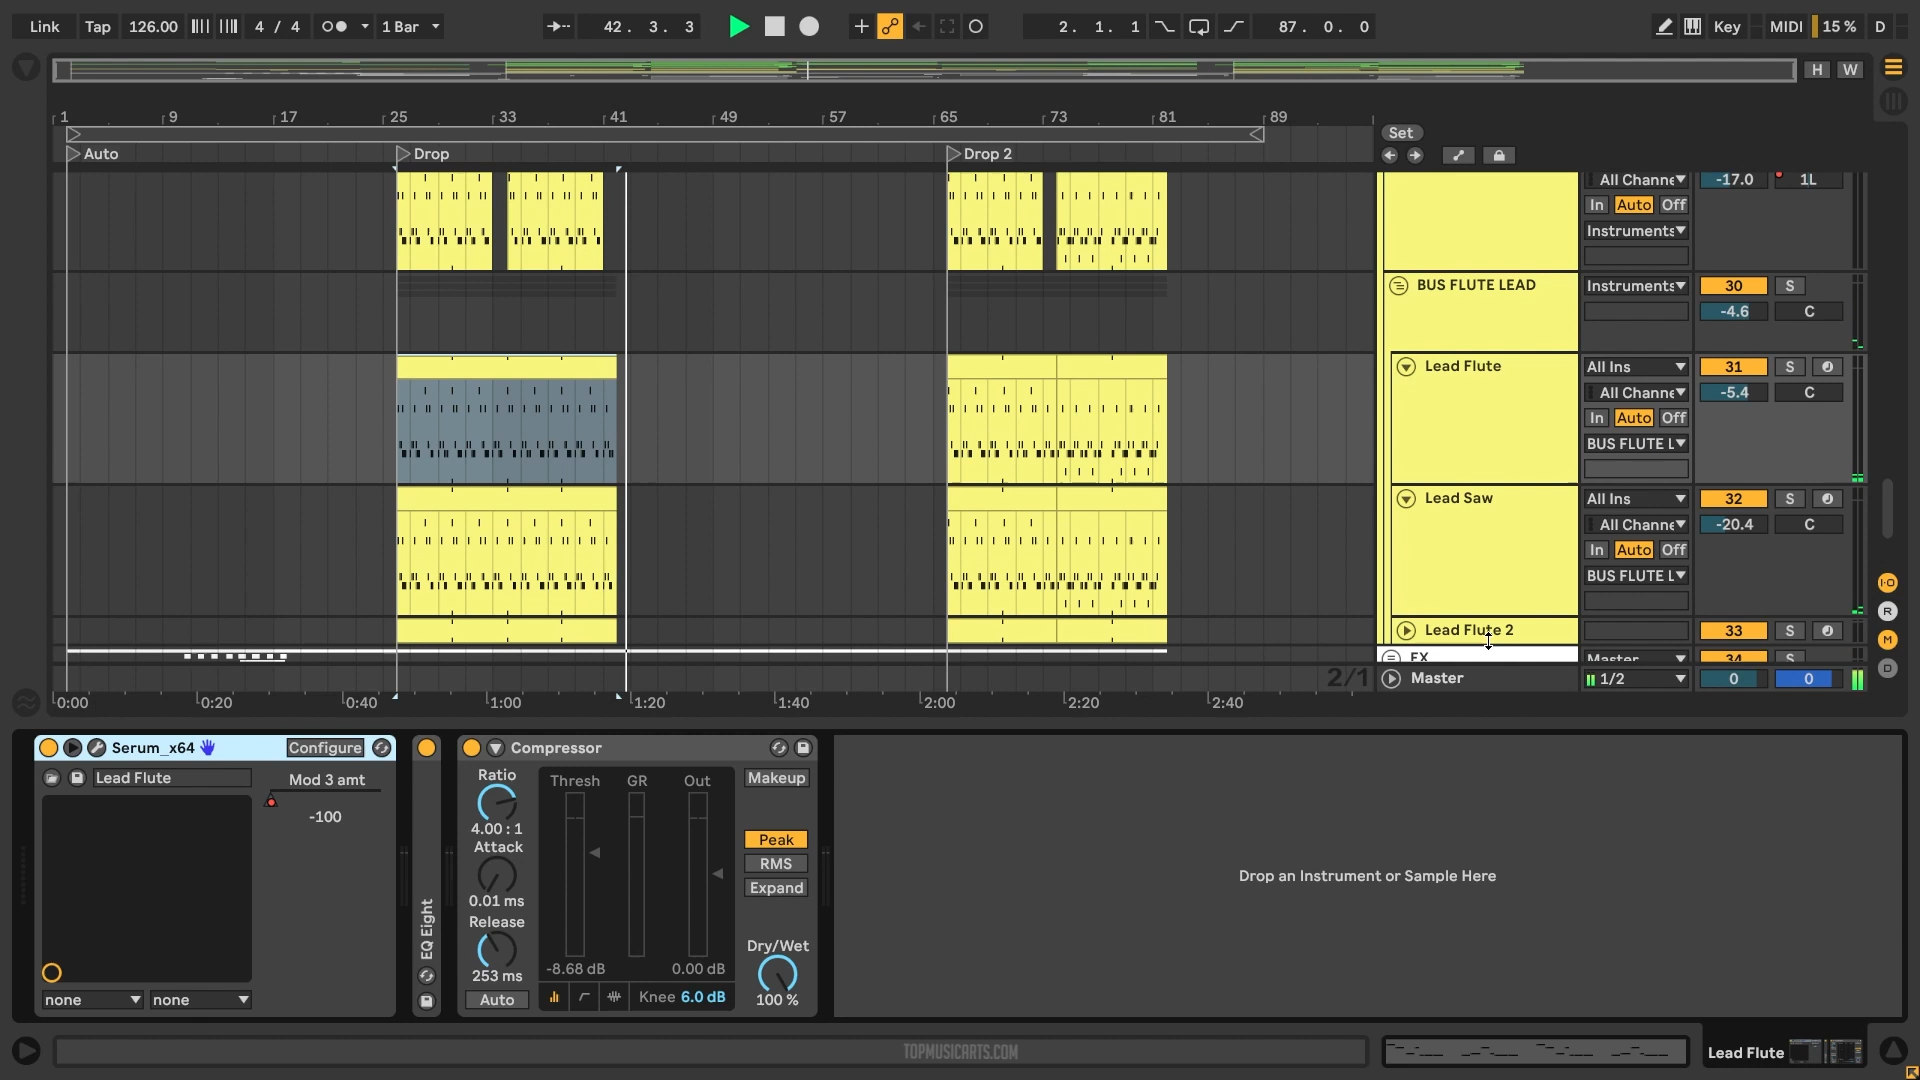 Link Tap 126.00 4 / 4 1 Bar 42. 3. 3 2. 1. 1 87. 0. 0 Key MIDI 15 % D
H W
1 9 17 25 33 41 49 57 65 73 81 89
Set
Auto Drop Drop 2
All Channe -17.0 1L
In Auto Off
Instruments
BUS FLUTE LEAD Instruments 30 S
-4.6 C
Lead Flute All Ins 31 S
All Channe -5.4 C
In Auto Off
BUS FLUTE L
Lead Saw All Ins 32 S
All Channe -20.4 C
In Auto Off
BUS FLUTE L
I-O
R
M
D
Lead Flute 2 33 S
FX Master 34 S
2/1 Master 1/2 0 0
0:00 0:20 0:40 1:00 1:20 1:40 2:00 2:20 2:40
Serum_x64 Configure
Lead Flute
Mod 3 amt
-100
none none
EQ Eight
Compressor
Ratio
4.00 : 1
Attack
0.01 ms
Release
253 ms
Auto
Thresh GR Out
-8.68 dB 0.00 dB
Knee 6.0 dB
Makeup
Peak
RMS
Expand
Dry/Wet
100 %
Drop an Instrument or Sample Here
TOPMUSICARTS.COM
Lead Flute